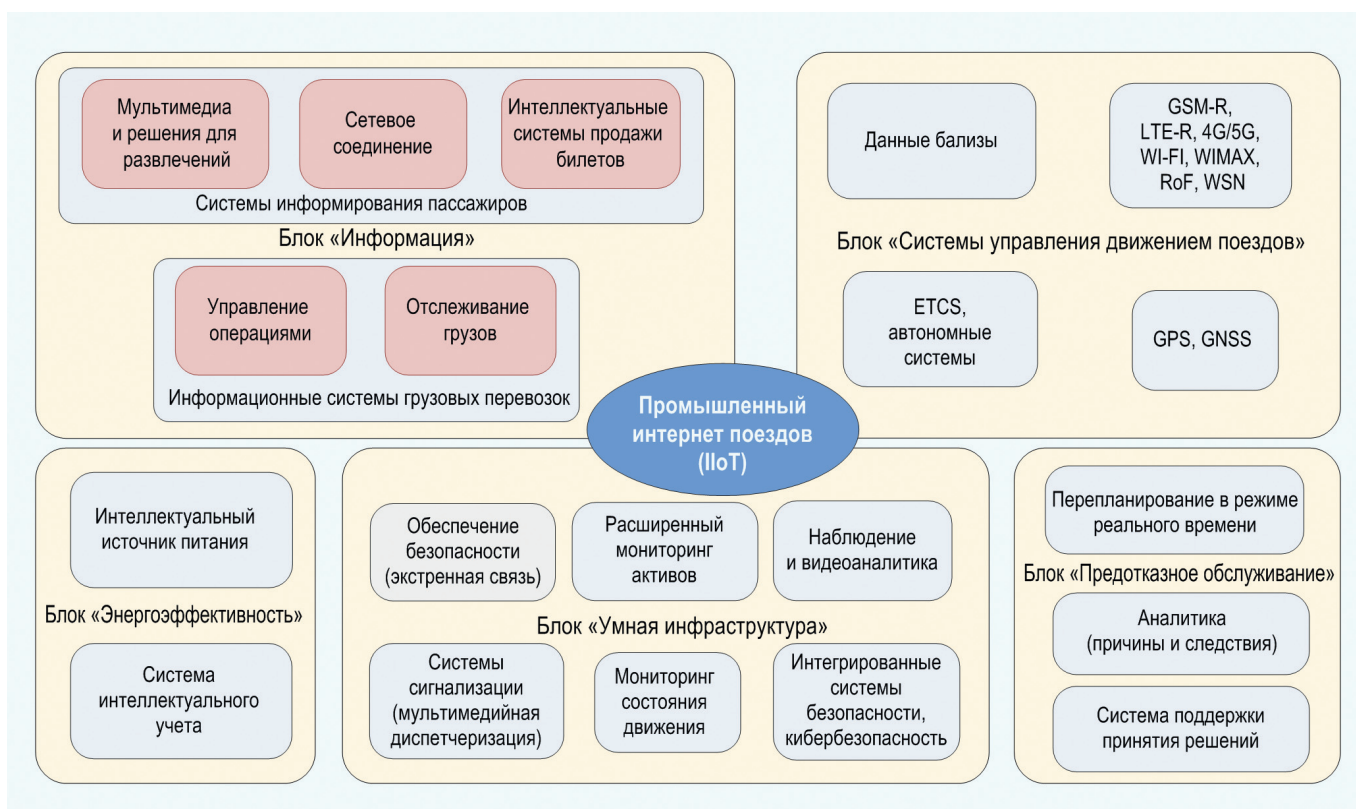 Мультимедиа
и решения для
развлечений
Сетевое
соединение
Интеллектуальные
системы продажи
билетов
Системы информирования пассажиров
Блок «Информация»
Управление
операциями
Отслеживание
грузов
Информационные системы грузовых перевозок
Данные бализы
GSM-R,
LTE-R, 4G/5G,
WI-FI, WIMAX,
RoF, WSN
Блок «Системы управления движением поездов»
ETCS,
автономные
системы
GPS, GNSS
Промышленный
интернет поездов
(IIoT)
Интеллектуальный
источник питания
Блок «Энергоэффективность»
Система
интеллектуального
учета
Обеспечение
безопасности
(экстренная связь)
Расширенный
мониторинг
активов
Наблюдение
и видеоаналитика
Блок «Умная инфраструктура»
Системы
сигнализации
(мультимедийная
диспетчеризация)
Мониторинг
состояния
движения
Интегрированные
системы
безопасности,
кибербезопасность
Перепланирование в режиме
реального времени
Блок «Предотказное обслуживание»
Аналитика
(причины и следствия)
Система поддержки
принятия решений